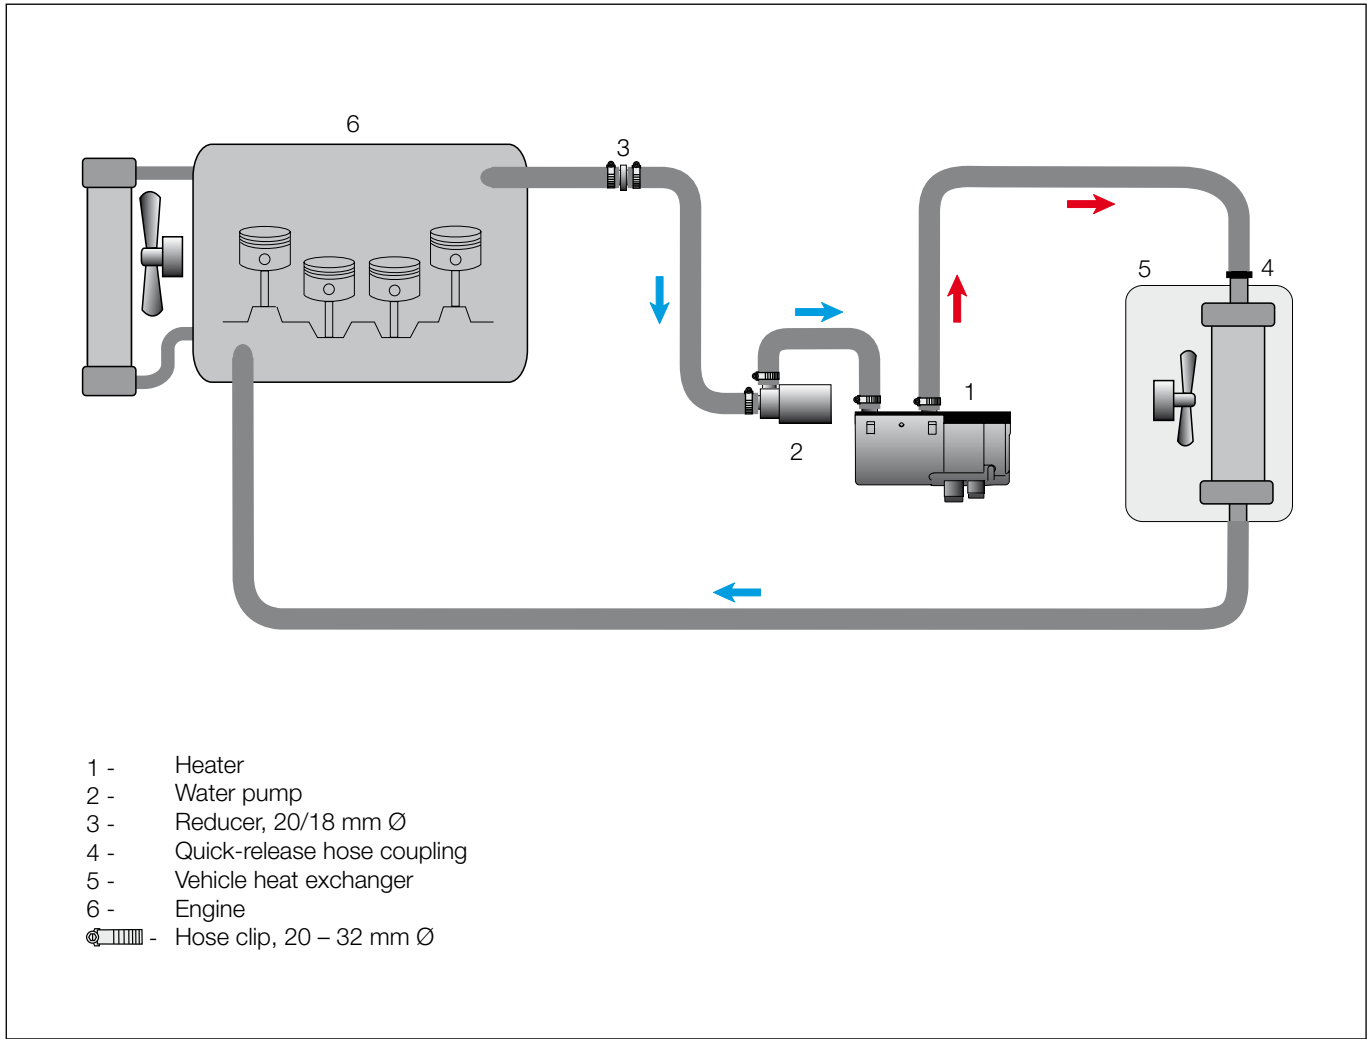 6
3
5
4
1
2
1 - Heater
2 - Water pump
3 - Reducer, 20/18 mm Ø
4 - Quick-release hose coupling
5 - Vehicle heat exchanger
6 - Engine
- Hose clip, 20 – 32 mm Ø